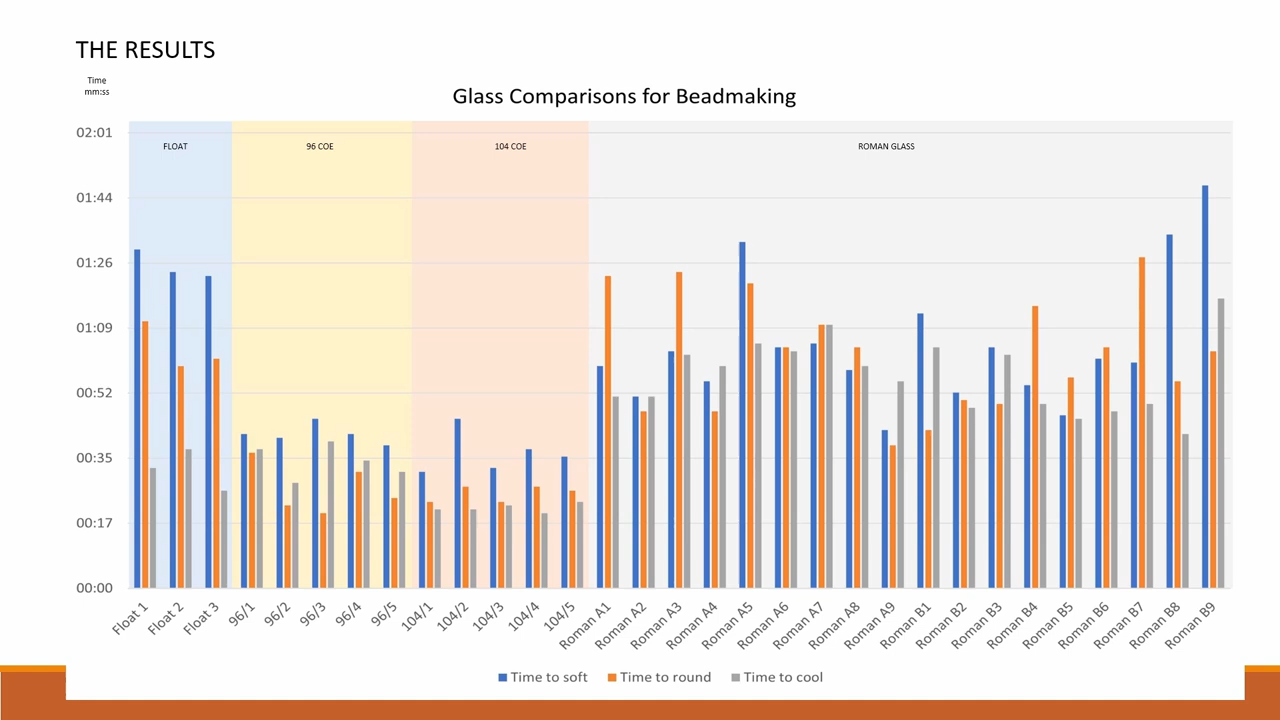 THE RESULTS
Time
mm:ss
Glass Comparisons for Beadmaking
02:01
01:44
01:26
01:09
00:52
00:35
00:17
00:00
FLOAT
96 COE
104 COE
ROMAN GLASS
Float 1
Float 2
Float 3
96/1
96/2
96/3
96/4
96/5
104/1
104/2
104/3
104/4
104/5
Roman A1
Roman A2
Roman A3
Roman A4
Roman A5
Roman A6
Roman A7
Roman A8
Roman A9
Roman B1
Roman B2
Roman B3
Roman B4
Roman B5
Roman B6
Roman B7
Roman B8
Roman B9
Time to soft
Time to round
Time to cool